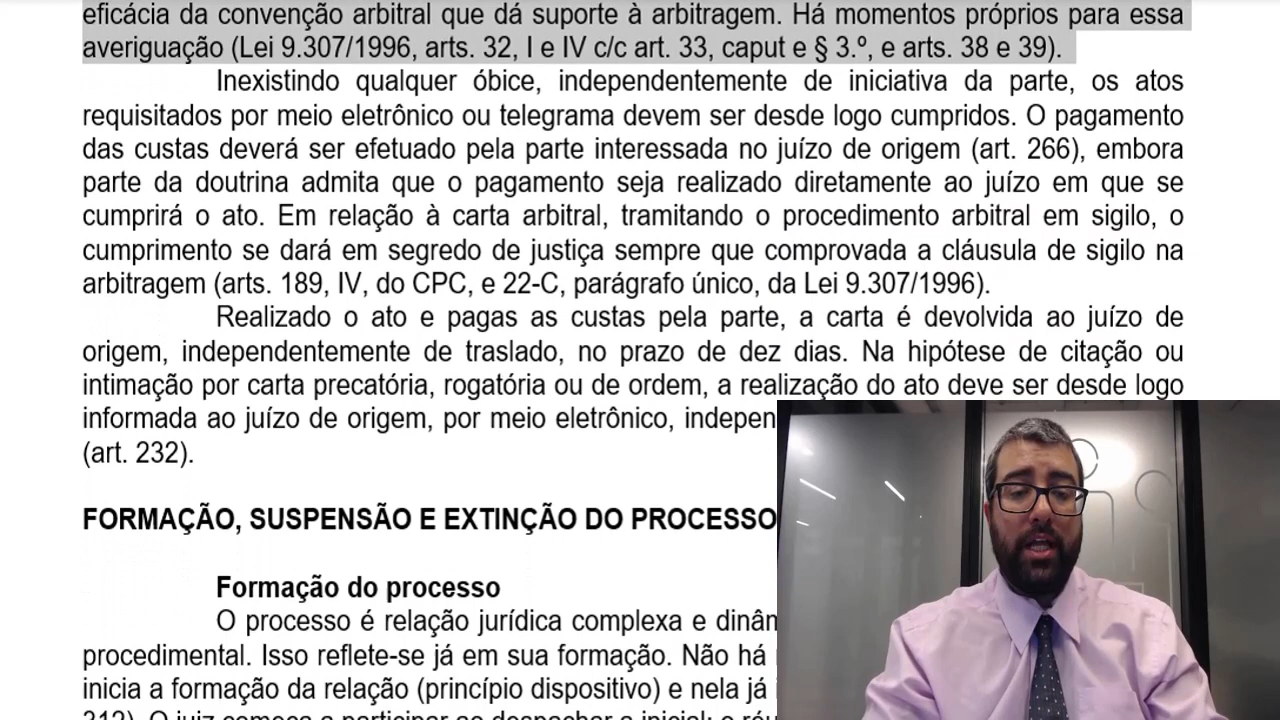 eficácia da convenção arbitral que dá suporte à arbitragem. Há momentos próprios para essa
averiguação (Lei 9.307/1996, arts. 32, I e IV c/c art. 33, caput e § 3.º, e arts. 38 e 39).
Inexistindo qualquer óbice, independentemente de iniciativa da parte, os atos
requisitados por meio eletrônico ou telegrama devem ser desde logo cumpridos. O pagamento
das custas deverá ser efetuado pela parte interessada no juízo de origem (art. 266), embora
parte da doutrina admita que o pagamento seja realizado diretamente ao juízo em que se
cumprirá o ato. Em relação à carta arbitral, tramitando o procedimento arbitral em sigilo, o
cumprimento se dará em segredo de justiça sempre que comprovada a cláusula de sigilo na
arbitragem (arts. 189, IV, do CPC, e 22-C, parágrafo único, da Lei 9.307/1996).
Realizado o ato e pagas as custas pela parte, a carta é devolvida ao juízo de
origem, independentemente de traslado, no prazo de dez dias. Na hipótese de citação ou
intimação por carta precatória, rogatória ou de ordem, a realização do ato deve ser desde logo
informada ao juízo de origem, por meio eletrônico, indepen
(art. 232).
FORMAÇÃO, SUSPENSÃO E EXTINÇÃO DO PROCESSO
Formação do processo
O processo é relação jurídica complexa e dinâm
procedimental. Isso reflete-se já em sua formação. Não há
inicia a formação da relação (princípio dispositivo) e nela já
312). O juiz começa a participar ao despachar a inicial; o réu